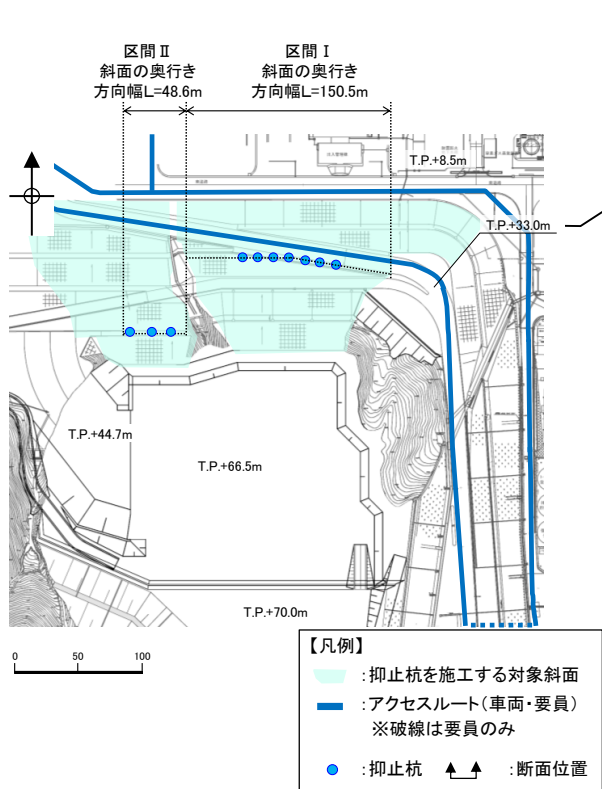 区間Ⅱ
斜面の奥行き
方向幅L=48.6m
区間Ⅰ
斜面の奥行き
方向幅L=150.5m
T.P.+8.5m
T.P.+33.0m
T.P.+44.7m
T.P.+66.5m
T.P.+70.0m
0 50 100
【凡例】
:抑止杭を施工する対象斜面
:アクセスルート(車両・要員)
※破線は要員のみ
:抑止杭
:断面位置